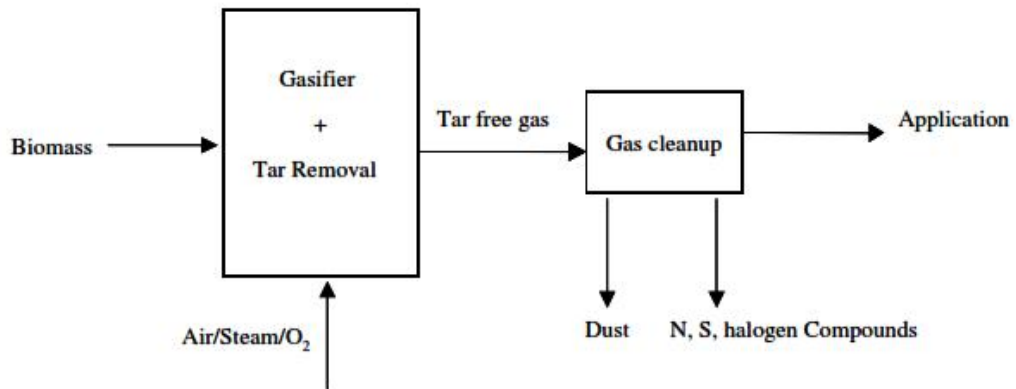 Gasifier
+
Tar Removal
Biomass
Tar free gas
Gas cleanup
Application
Air/Steam/O₂
Dust
N, S, halogen Compounds